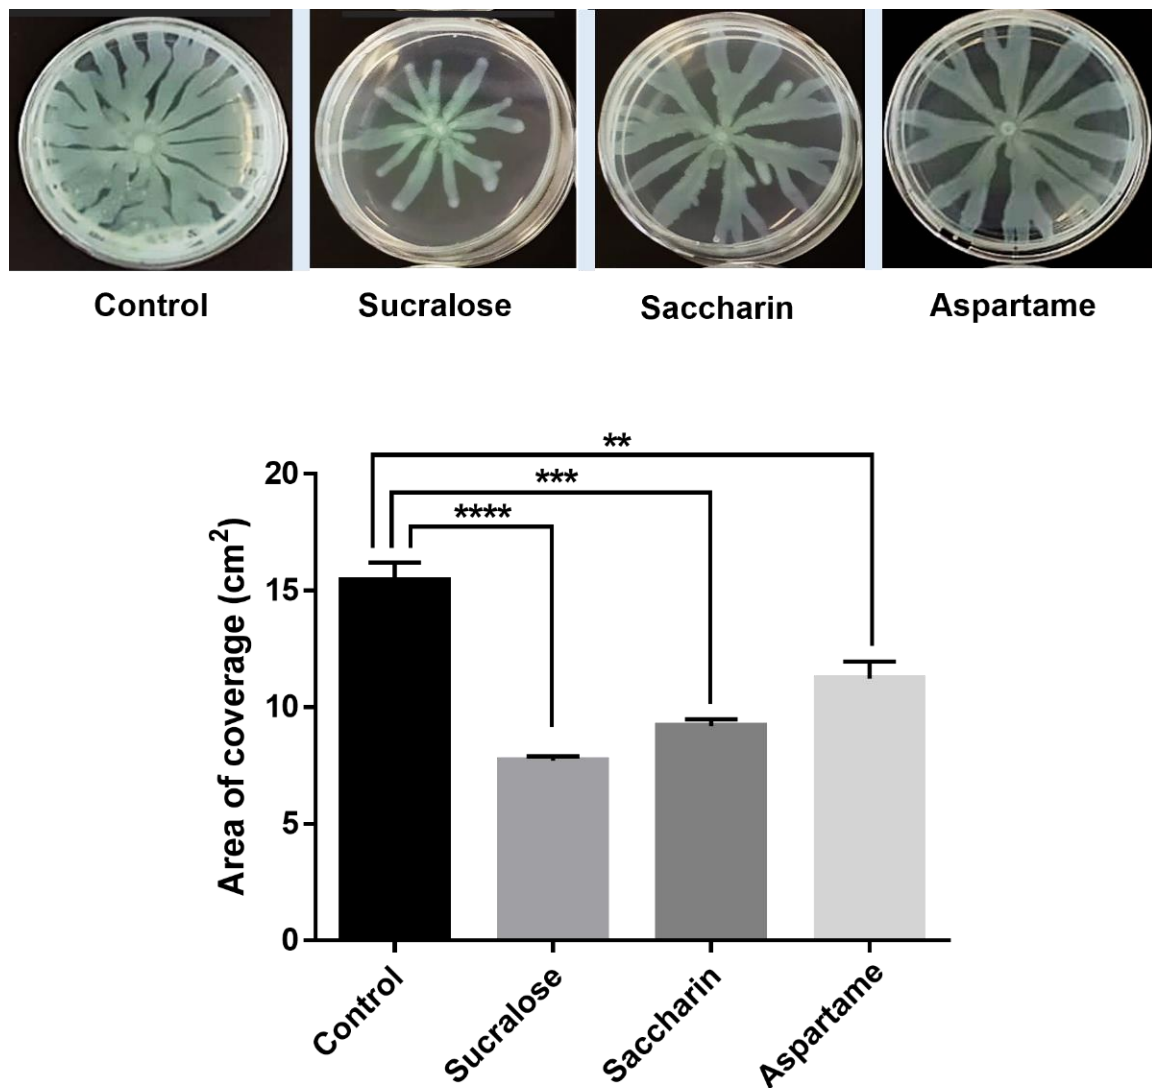 Control Sucralose Saccharin Aspartame
**
***
****
Area of coverage (cm²)
20
15
10
5
0
Control Sucralose Saccharin Aspartame